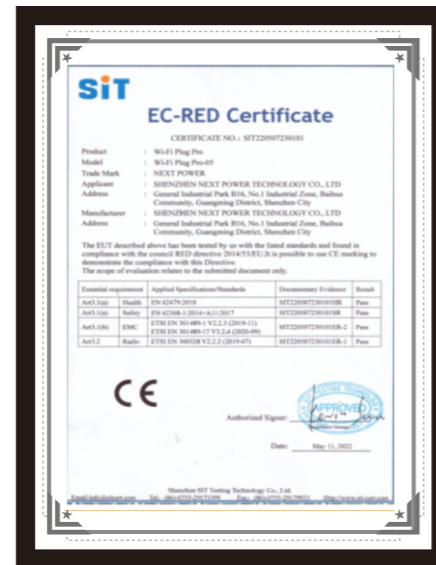 SiT
EC-RED Certificate
CERTIFICATE NO.: SIT220507230101
Product : Wi-Fi Plug Pro
Model : Wi-Fi Plug Pro-05
Trade Mark : NEXT POWER
Applicant : SHENZHEN NEXT POWER TECHNOLOGY CO., LTD
Address : General Industrial Park B16, No.1 Industrial Zone, Baihua
Community, Guangming District, Shenzhen City
Manufacturer : SHENZHEN NEXT POWER TECHNOLOGY CO., LTD
Address : General Industrial Park B16, No.1 Industrial Zone, Baihua
Community, Guangming District, Shenzhen City
The EUT described above has been tested by us with the listed standards and found in
compliance with the council RED directive 2014/53/EU.It is possible to use CE marking to
demonstrate the compliance with this Directive.
The scope of evaluation relates to the submitted document only.
Essential requirement Applied Specifications/Standards Documentary Evidence Result
Art3.1(a) Health EN 62479:2010 SIT220507230101HR Pass
Art3.1(a) Safety EN 62368-1:2014+A11:2017 SIT220507230101SR Pass
Art3.1(b) EMC ETSI EN 301489-1 V2.2.3 (2019-11)
ETSI EN 301489-17 V3.2.4 (2020-09) SIT220507230101ER-2 Pass
Art3.2 Radio ETSI EN 300328 V2.2.2 (2019-07) SIT220507230101ER-1 Pass
CE
APPROVED
Authorized Signer:
Date: May 11, 2022
Shenzhen SIT Testing Technology Co., Ltd.